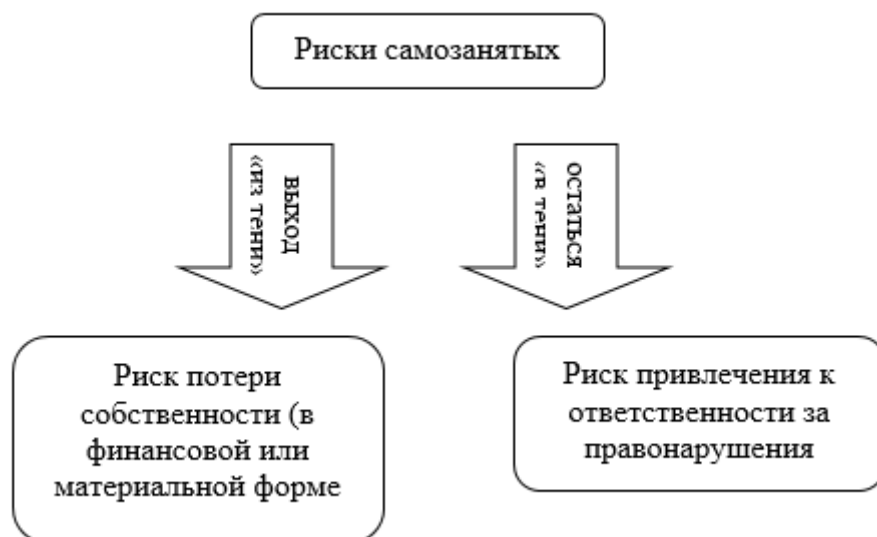 Риски самозанятых
выход
«из тени»
остаться
«в тени»
Риск потери
собственности (в
финансовой или
материальной форме
Риск привлечения к
ответственности за
правонарушения